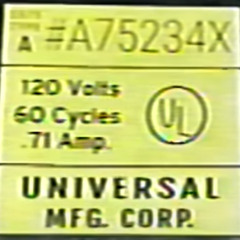 A #A75234X
120 Volts
60 Cycles
.71 Amp.
UL
UNIVERSAL
MFG. CORP.